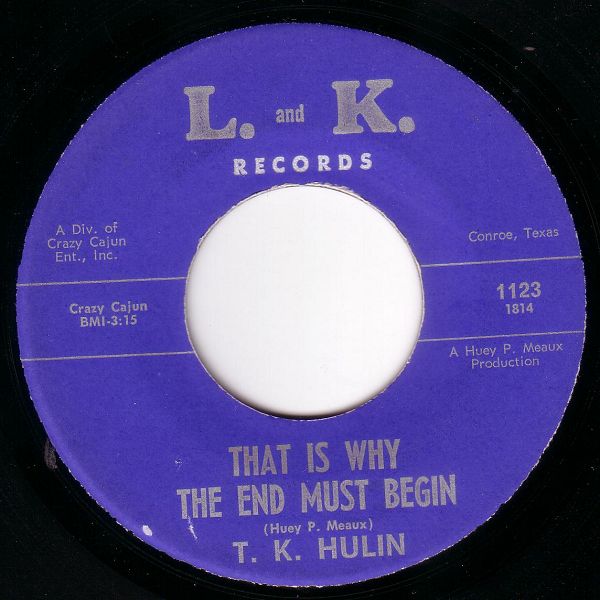 L. and K.
RECORDS
A Div. of
Crazy Cajun
Ent., Inc.
Conroe, Texas
Crazy Cajun
BMI-3:15
1123
1814
A Huey P. Meaux
Production
THAT IS WHY
THE END MUST BEGIN
(Huey P. Meaux)
T. K. HULIN